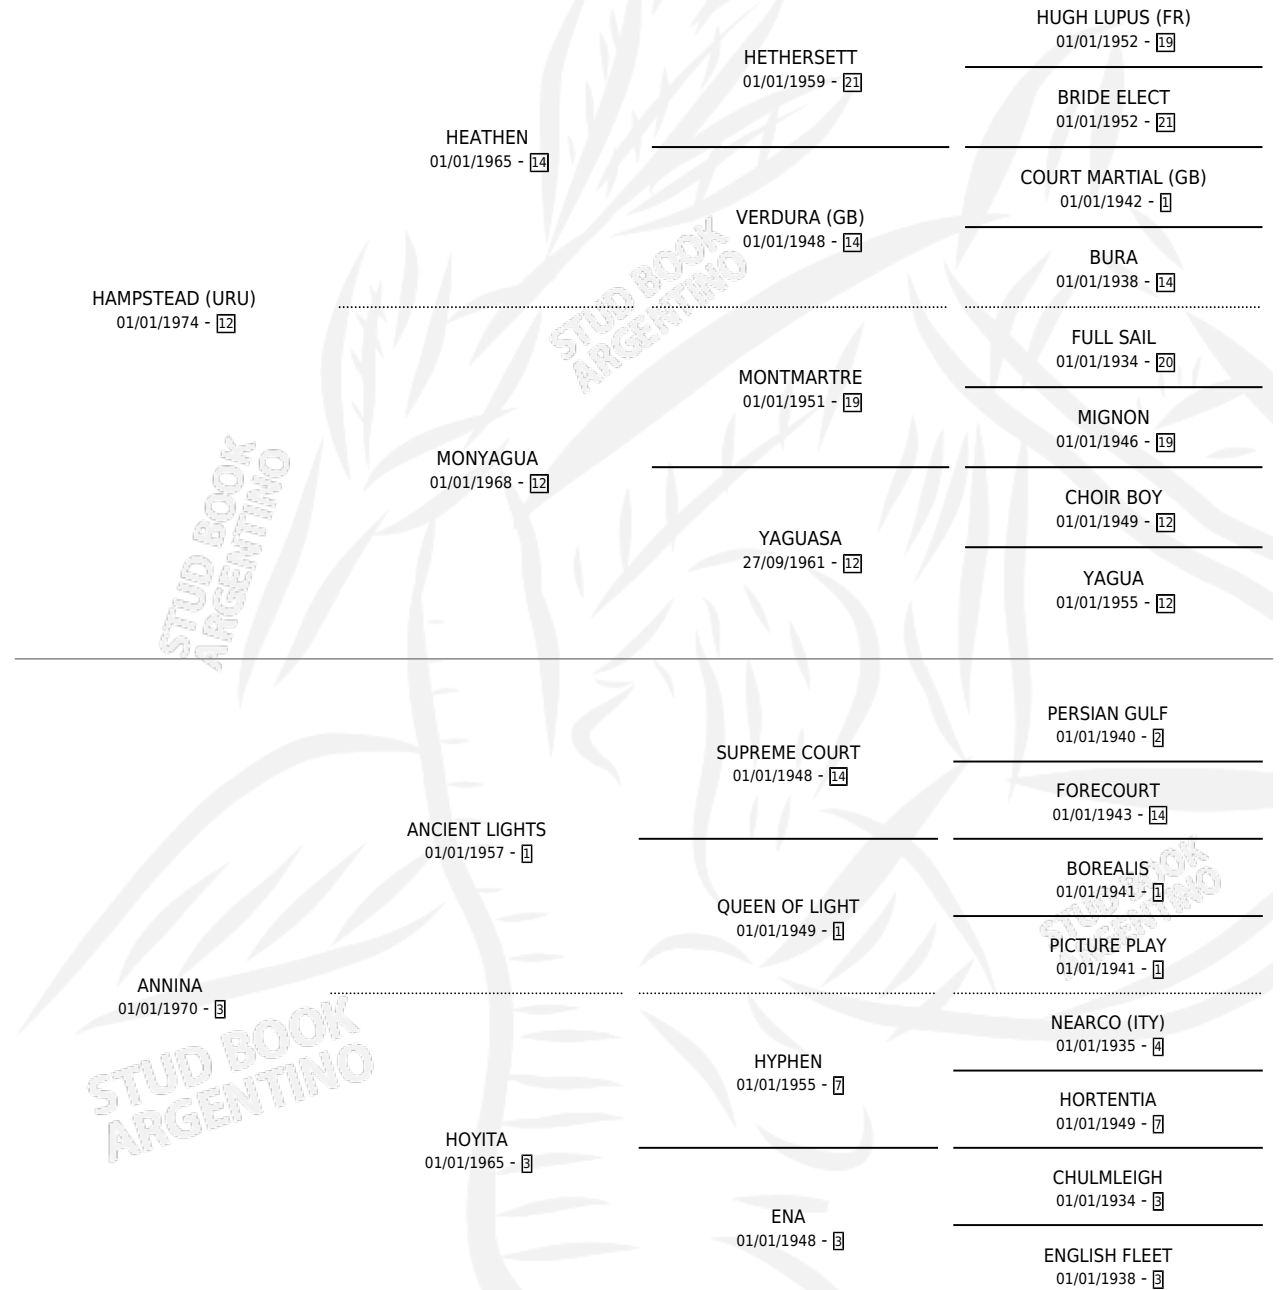 HUGH LUPUS (FR)
01/01/1952 - 19
HETHERSETT
01/01/1959 - 21
BRIDE ELECT
01/01/1952 - 21
HEATHEN
01/01/1965 - 14
COURT MARTIAL (GB)
01/01/1942 - 1
VERDURA (GB)
01/01/1948 - 14
BURA
01/01/1938 - 14
HAMPSTEAD (URU)
01/01/1974 - 12
FULL SAIL
01/01/1934 - 20
MONTMARTRE
01/01/1951 - 19
MIGNON
01/01/1946 - 19
MONYAGUA
01/01/1968 - 12
CHOIR BOY
01/01/1949 - 12
YAGUASA
27/09/1961 - 12
YAGUA
01/01/1955 - 12
PERSIAN GULF
01/01/1940 - 2
SUPREME COURT
01/01/1948 - 14
FORECOURT
01/01/1943 - 14
ANCIENT LIGHTS
01/01/1957 - 1
BOREALIS
01/01/1941 - 1
QUEEN OF LIGHT
01/01/1949 - 1
PICTURE PLAY
01/01/1941 - 1
ANNINA
01/01/1970 - 3
NEARCO (ITY)
01/01/1935 - 4
HYPHEN
01/01/1955 - 7
HORTENTIA
01/01/1949 - 7
HOYITA
01/01/1965 - 3
CHULMLEIGH
01/01/1934 - 3
ENA
01/01/1948 - 3
ENGLISH FLEET
01/01/1938 - 3
STUD BOOK
ARGENTINO
STUD BOOK
ARGENTINO
STUD BOOK
ARGENTINO
STUD BOOK
ARGENTINO